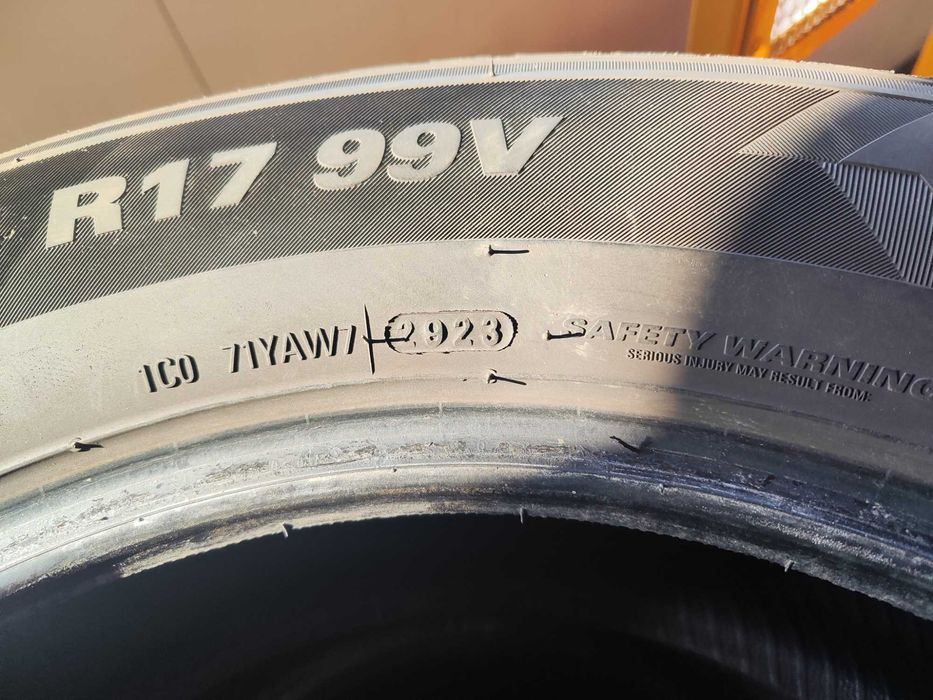 R17 99V
1C0 71YAW7 2923
SAFETY WARNING
SERIOUS INJURY MAY RESULT FROM: